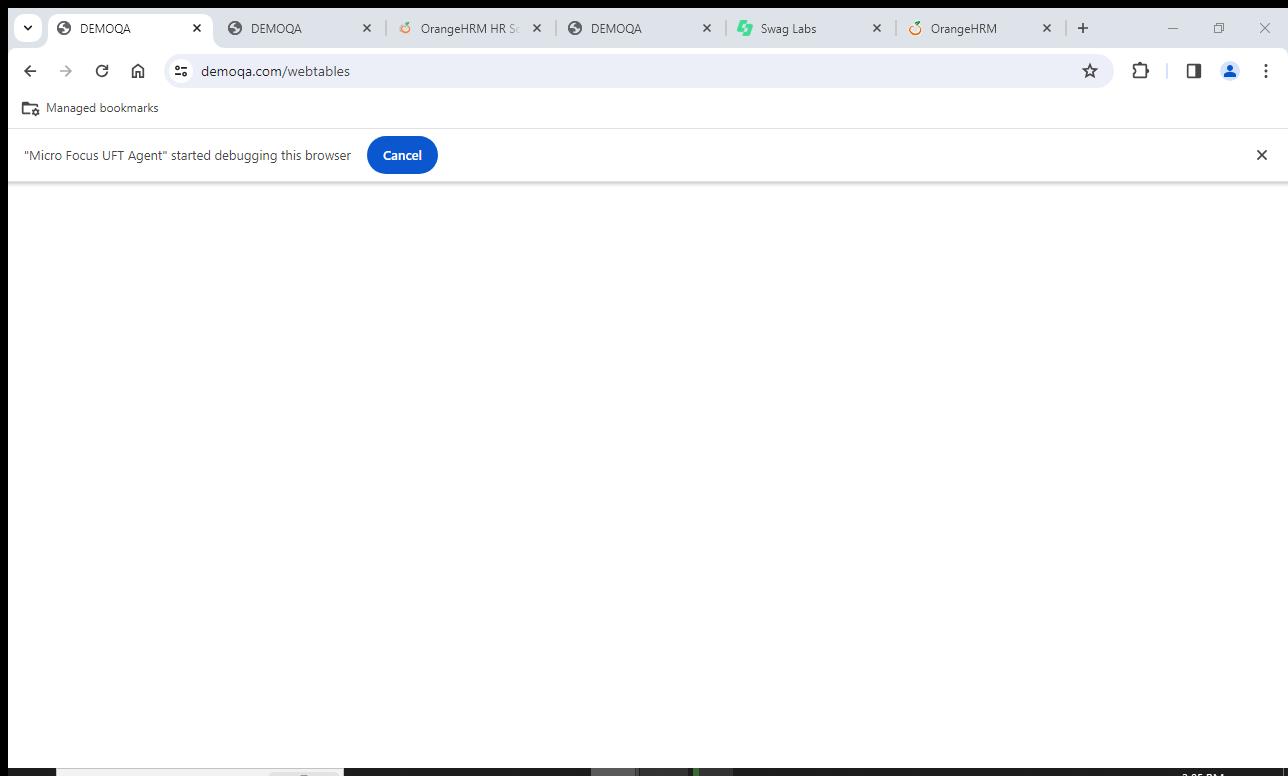 DEMOQA
DEMOQA
OrangeHRM HR
DEMOQA
Swag Labs
OrangeHRM
demoqa.com/webtables
Managed bookmarks
"Micro Focus UFT Agent" started debugging this browser
Cancel